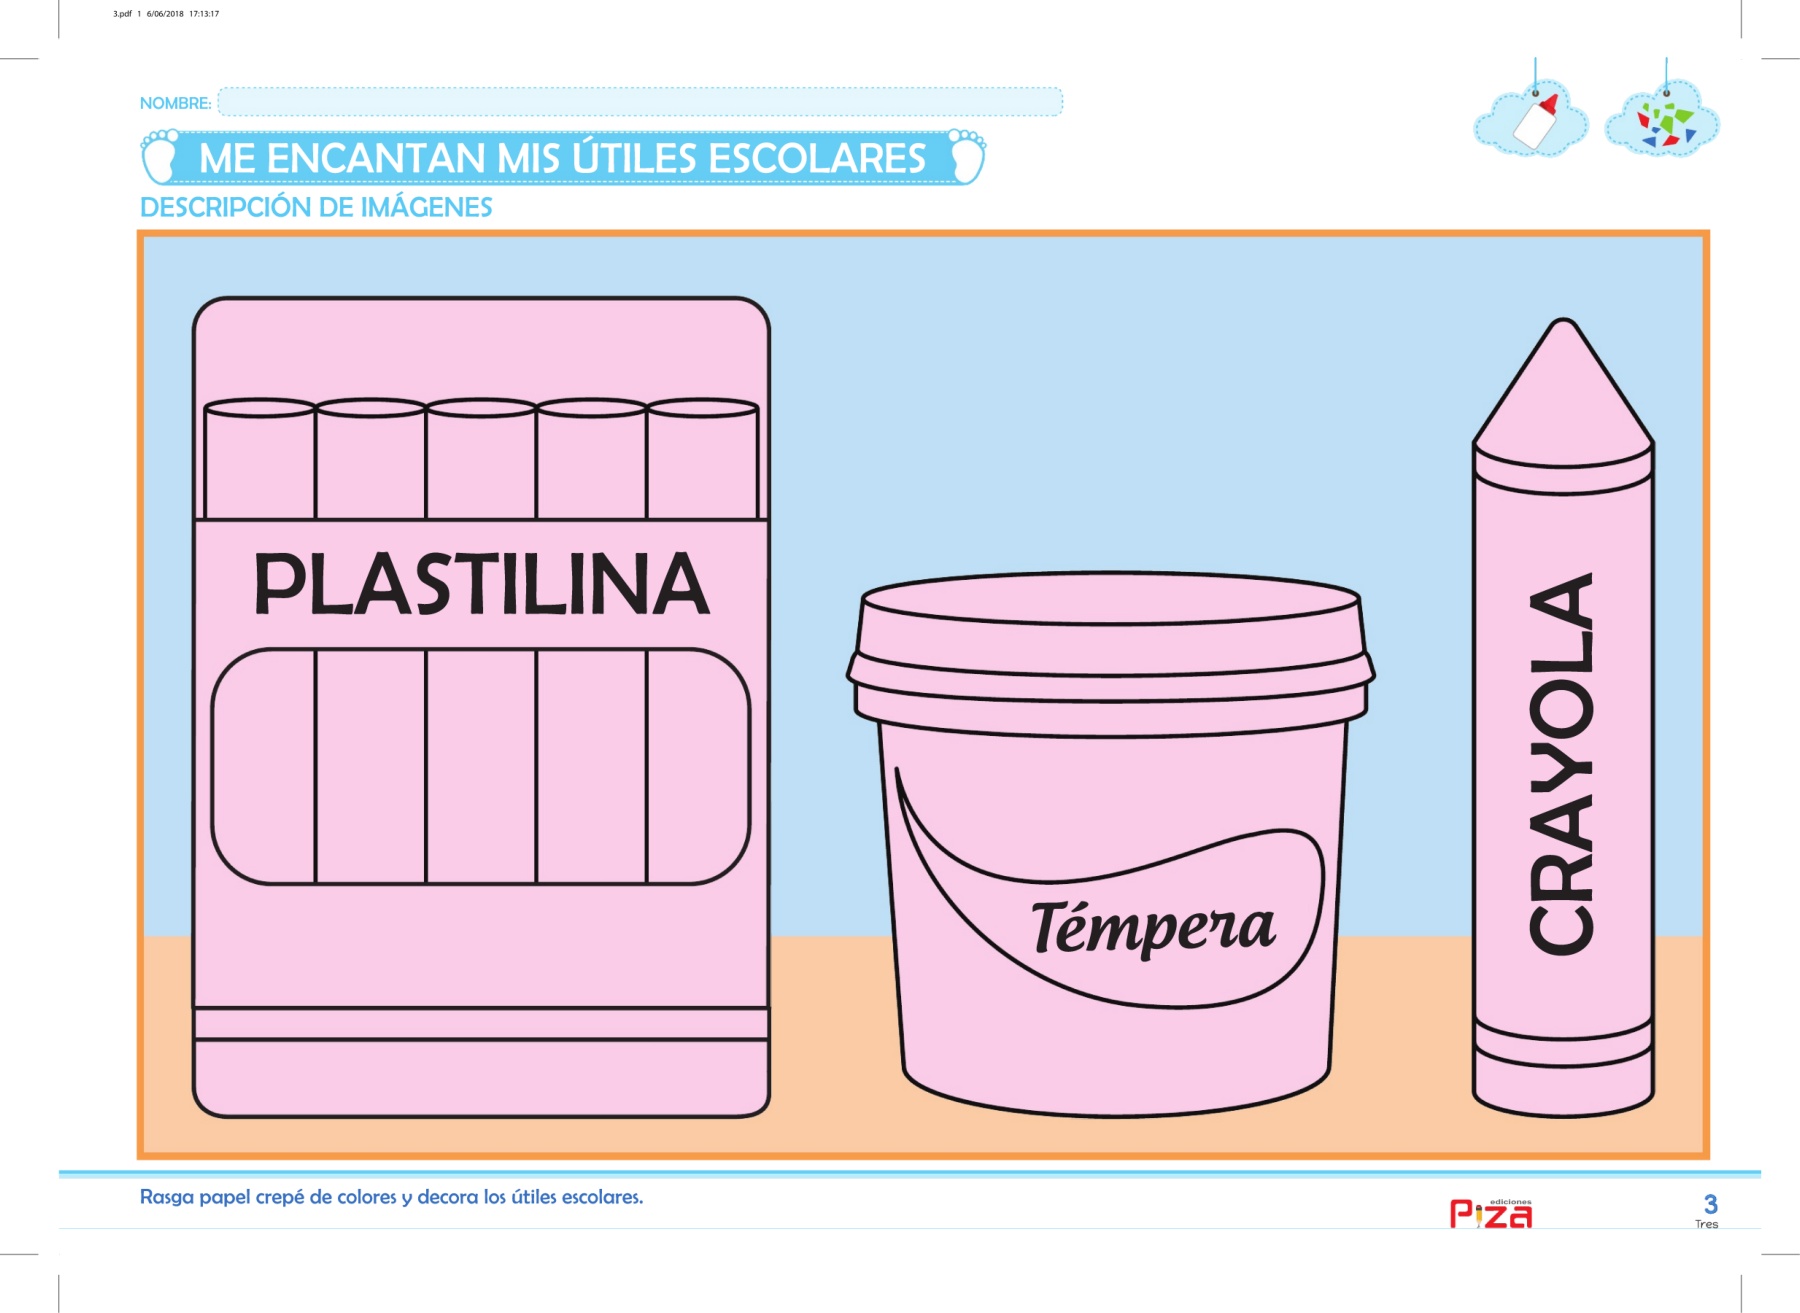 3.pdf 1 6/06/2018 17:13:17
NOMBRE:
ME ENCANTAN MIS ÚTILES ESCOLARES
DESCRIPCIÓN DE IMÁGENES
PLASTILINA
Témpera
CRAYOLA
Rasga papel crepé de colores y decora los útiles escolares.
ediciones
Piza
3
Tres